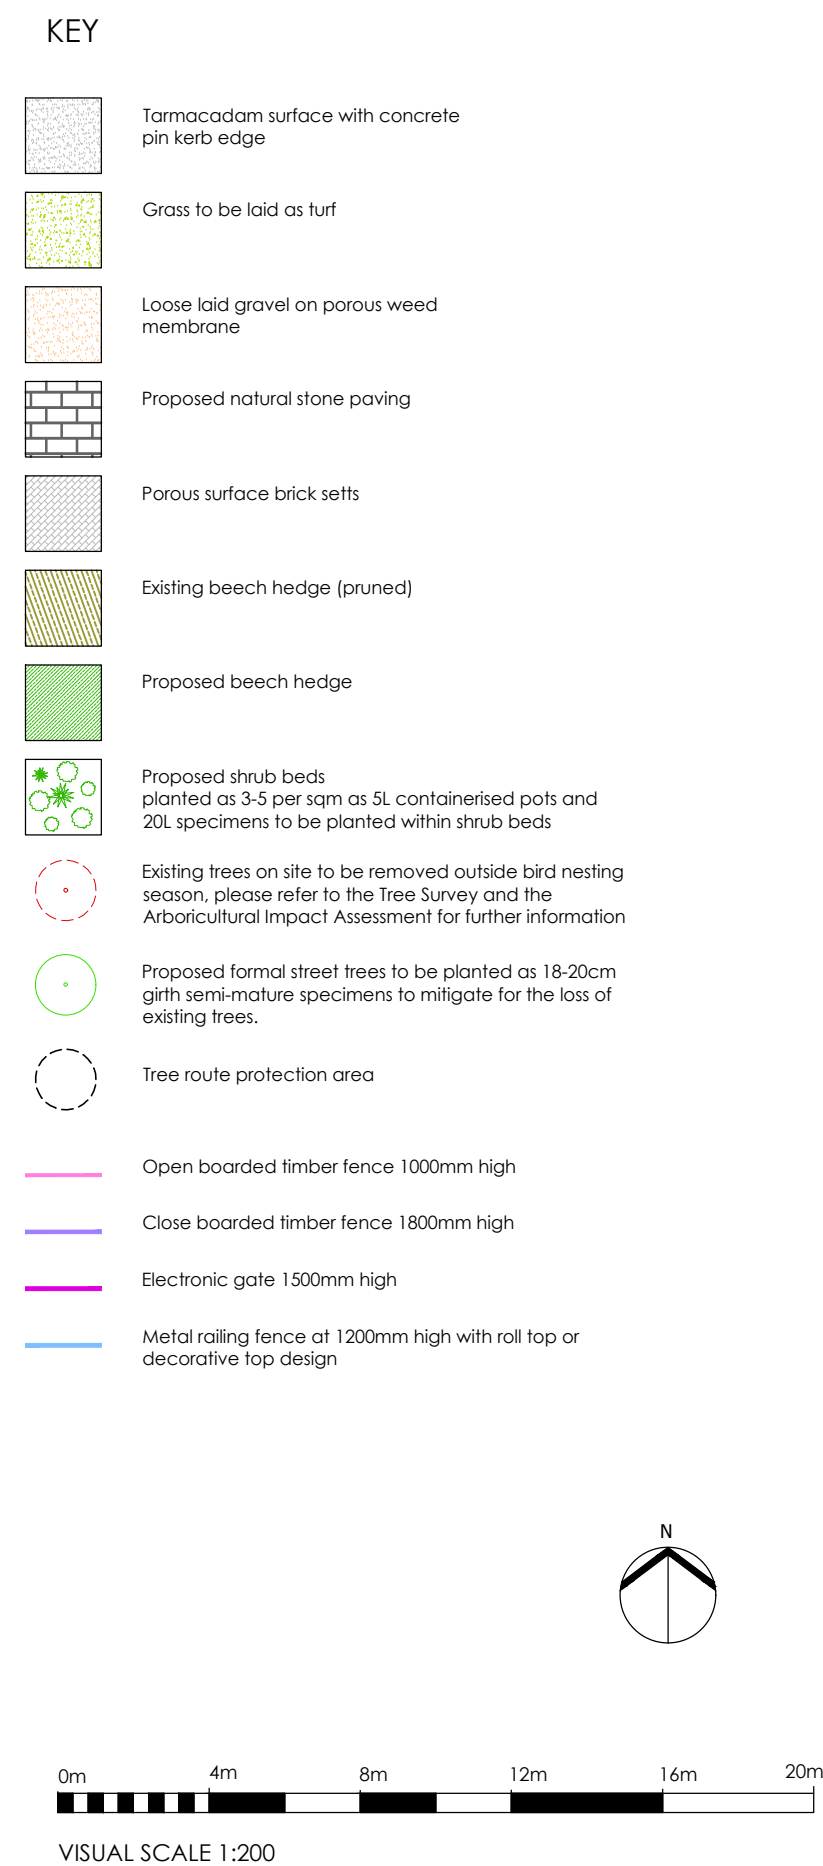 KEY
Tarmacadam surface with concrete
pin kerb edge
Grass to be laid as turf
Loose laid gravel on porous weed
membrane
Proposed natural stone paving
Porous surface brick setts
Existing beech hedge (pruned)
Proposed beech hedge
Proposed shrub beds
planted as 3-5 per sqm as 5L containerised pots and
20L specimens to be planted within shrub beds
Existing trees on site to be removed outside bird nesting
season, please refer to the Tree Survey and the
Arboricultural Impact Assessment for further information
Proposed formal street trees to be planted as 18-20cm
girth semi-mature specimens to mitigate for the loss of
existing trees.
Tree route protection area
Open boarded timber fence 1000mm high
Close boarded timber fence 1800mm high
Electronic gate 1500mm high
Metal railing fence at 1200mm high with roll top or
decorative top design
N
0m 4m 8m 12m 16m 20m
VISUAL SCALE 1:200